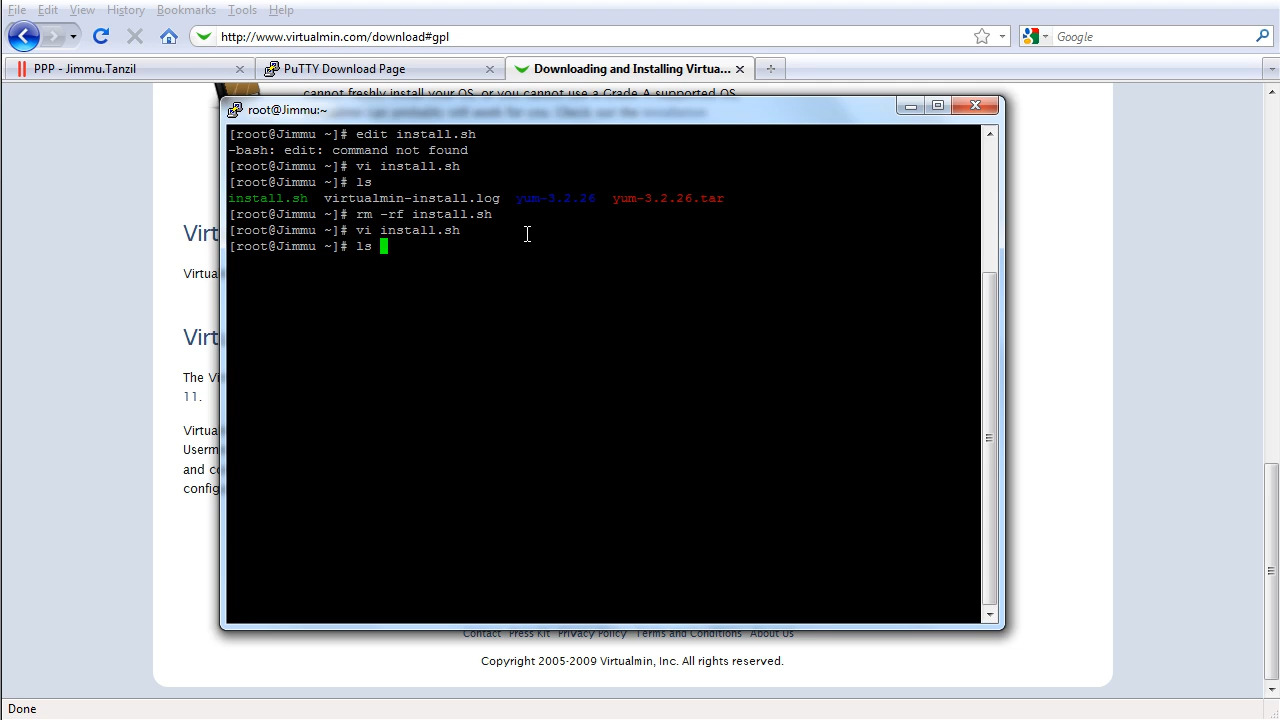 File Edit View History Bookmarks Tools Help
http://www.virtualmin.com/download#gpl
Google
PPP - Jimmu.Tanzil
PuTTY Download Page
Downloading and Installing Virtua...
cannot freshly install your OS, or you cannot use a Grade A supported OS
root@Jimmu:~
[root@Jimmu ~]# edit install.sh
-bash: edit: command not found
[root@Jimmu ~]# vi install.sh
[root@Jimmu ~]# ls
install.sh virtualmin-install.log yum-3.2.26 yum-3.2.26.tar
[root@Jimmu ~]# rm -rf install.sh
[root@Jimmu ~]# vi install.sh
[root@Jimmu ~]# ls
Virt
Virtua
Virt
The Vi
11.
Virtua
Userm
and co
config
Contact Press Kit Privacy Policy Terms and Conditions About Us
Copyright 2005-2009 Virtualmin, Inc. All rights reserved.
Done